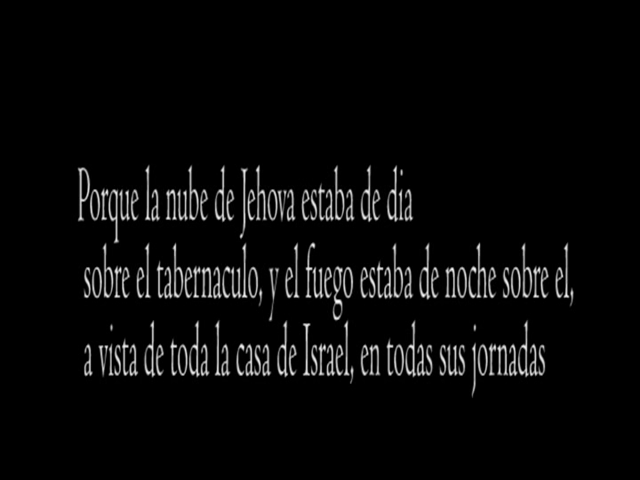 Porque la nube de Jehova estaba de dia
sobre el tabernaculo, y el fuego estaba de noche sobre el,
a vista de toda la casa de Israel, en todas sus jornadas